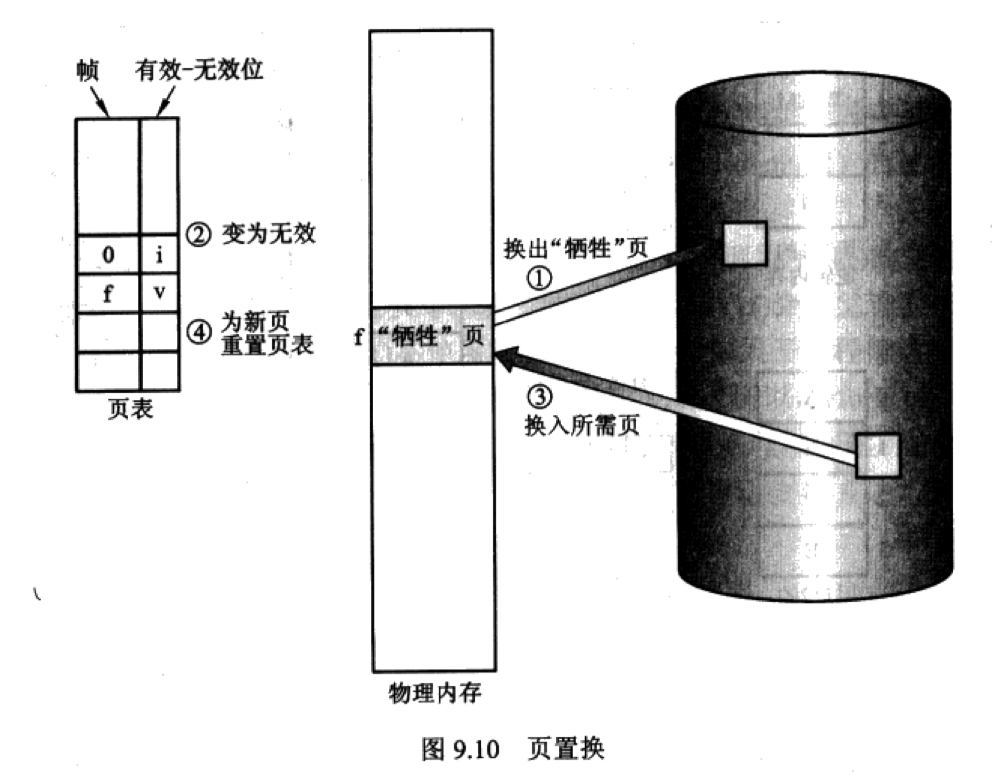 帧 有效-无效位
② 变为无效
0 i
f v
④ 为新页
重置页表
页表
换出“牺牲”页
①
f “牺牲”页
③
换入所需页
物理内存
图 9.10 页置换